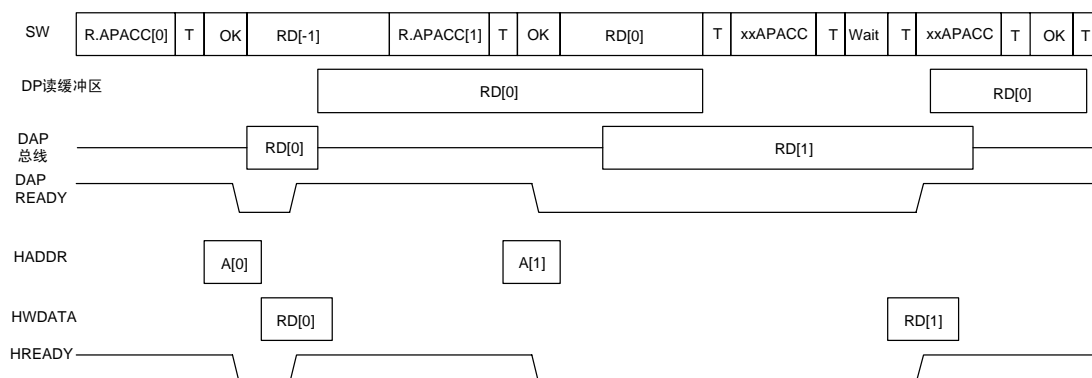 SW R.APACC[0] T OK RD[-1] R.APACC[1] T OK RD[0] T xxAPACC T Wait T xxAPACC T OK T
DP读缓冲区 RD[0] RD[0]
DAP
总线 RD[0] RD[1]
DAP
READY
HADDR A[0] A[1]
HWDATA RD[0] RD[1]
HREADY